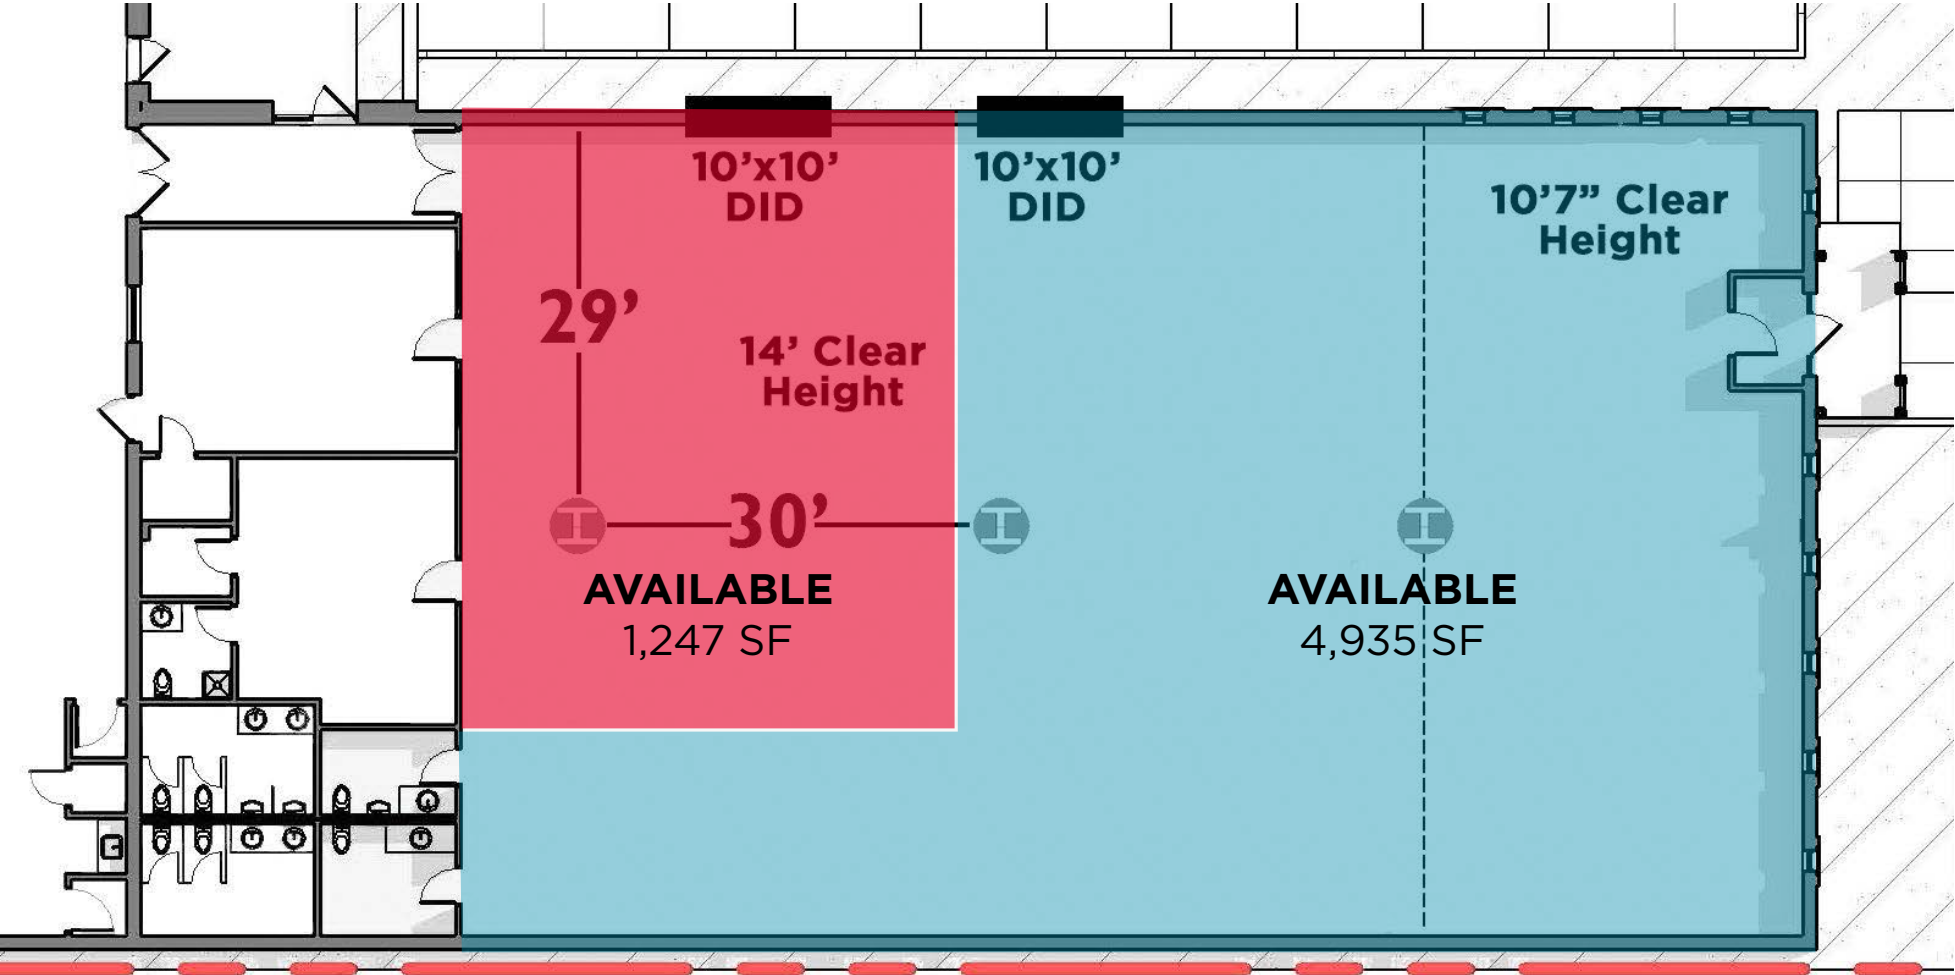 10’x10’
DID
10’x10’
DID
10’7” Clear
Height
29’
14’ Clear
Height
30’
AVAILABLE
1,247 SF
AVAILABLE
4,935 SF